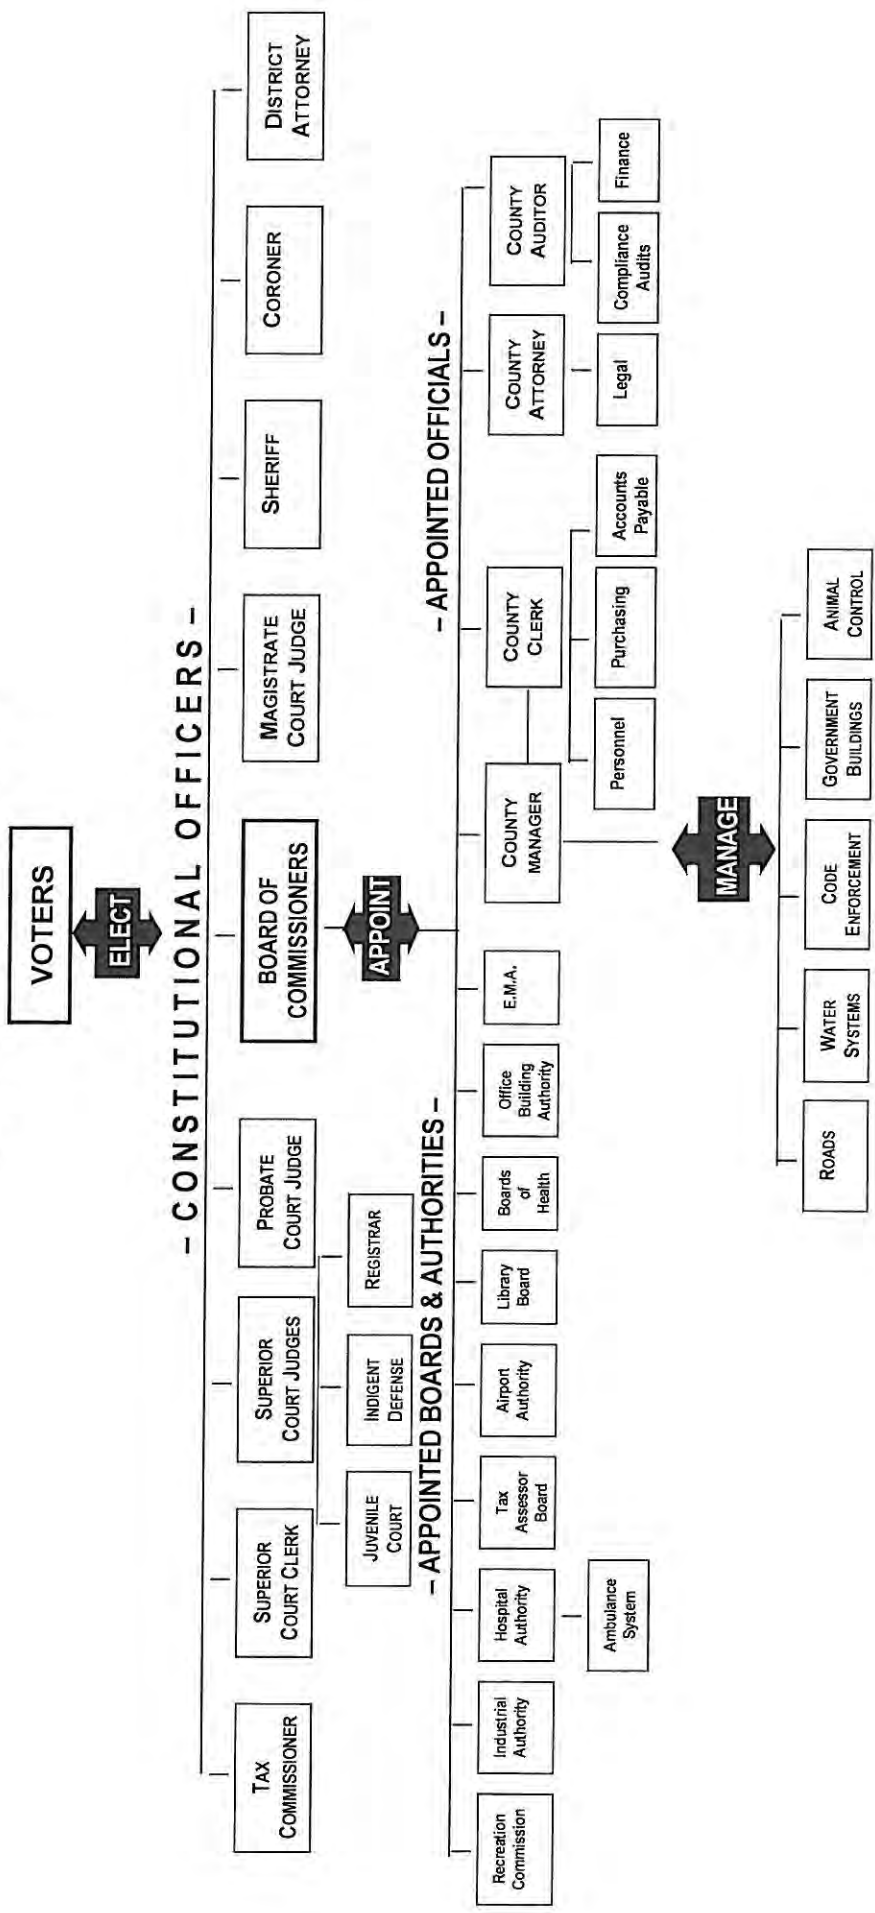 VOTERS
ELECT
– CONSTITUTIONAL OFFICERS –
TAX
COMMISSIONER
SUPERIOR
COURT CLERK
SUPERIOR
COURT JUDGES
PROBATE
COURT JUDGE
BOARD OF
COMMISSIONERS
MAGISTRATE
COURT JUDGE
SHERIFF
CORONER
DISTRICT
ATTORNEY
JUVENILE
COURT
INDIGENT
DEFENSE
REGISTRAR
APPOINT
– APPOINTED BOARDS & AUTHORITIES –
– APPOINTED OFFICIALS –
Recreation
Commission
Industrial
Authority
Hospital
Authority
Tax
Assessor
Board
Airport
Authority
Library
Board
Boards
of
Health
Office
Building
Authority
E.M.A.
COUNTY
MANAGER
COUNTY
CLERK
COUNTY
ATTORNEY
COUNTY
AUDITOR
Ambulance
System
Personnel
Purchasing
Accounts
Payable
Legal
Compliance
Audits
Finance
MANAGE
ROADS
WATER
SYSTEMS
CODE
ENFORCEMENT
GOVERNMENT
BUILDINGS
ANIMAL
CONTROL